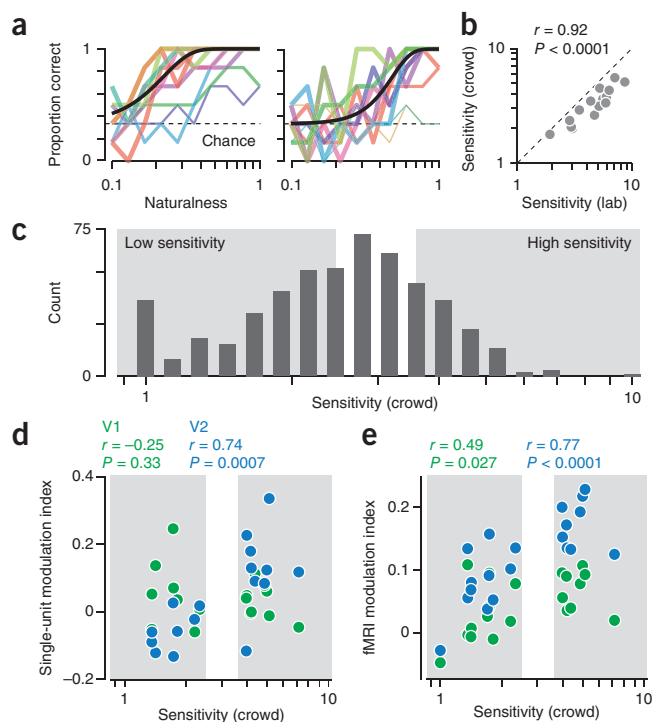 a
Proportion correct
1
0
Chance
0.1
1
0.1
1
Naturalness
b
r = 0.92
P < 0.0001
Sensitivity (crowd)
10
1
1
10
Sensitivity (lab)
c
Count
75
0
Low sensitivity
High sensitivity
1
10
Sensitivity (crowd)
d
V1
r = −0.25
P = 0.33
V2
r = 0.74
P = 0.0007
Single-unit modulation index
0.4
0.2
0
−0.2
1
10
Sensitivity (crowd)
e
r = 0.49
P = 0.027
r = 0.77
P < 0.0001
fMRI modulation index
0.2
0.1
0
1
10
Sensitivity (crowd)